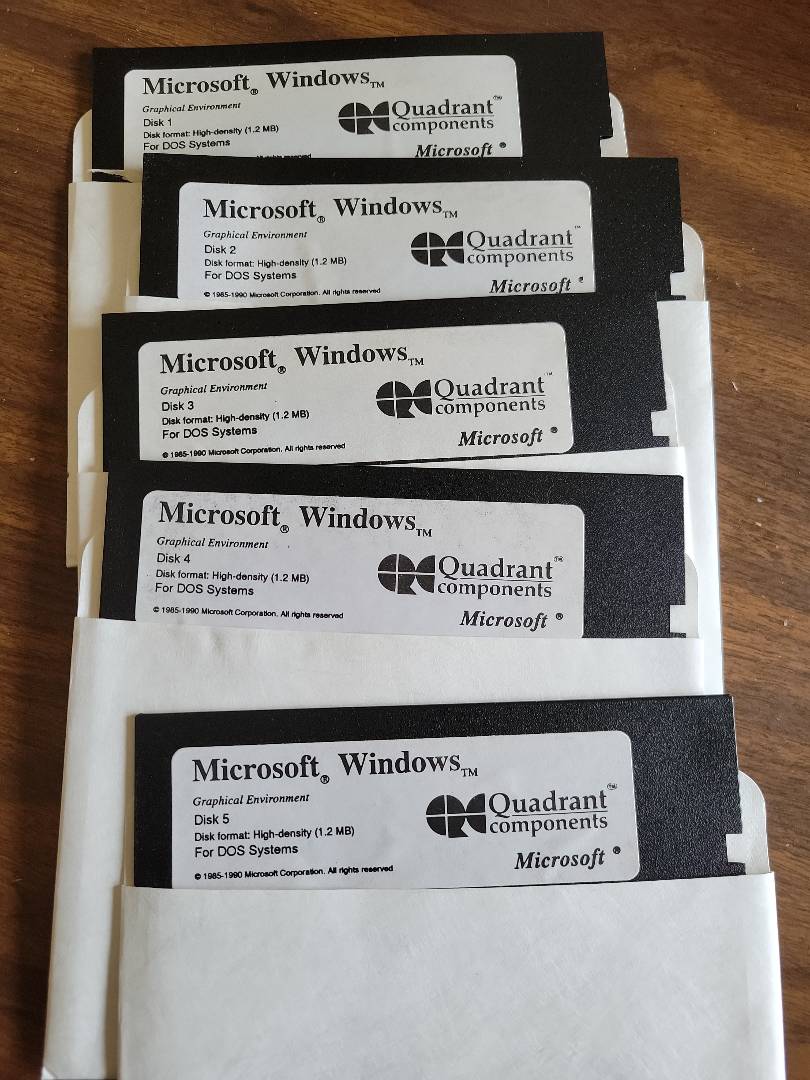 Microsoft® Windows™
Graphical Environment
Disk 1
Disk format: High-density (1.2 MB)
For DOS Systems
All rights reserved
Quadrant™
components
Microsoft®
Microsoft® Windows™
Graphical Environment
Disk 2
Disk format: High-density (1.2 MB)
For DOS Systems
© 1985-1990 Microsoft Corporation. All rights reserved
Quadrant™
components
Microsoft®
Microsoft® Windows™
Graphical Environment
Disk 3
Disk format: High-density (1.2 MB)
For DOS Systems
© 1985-1990 Microsoft Corporation. All rights reserved
Quadrant™
components
Microsoft®
Microsoft® Windows™
Graphical Environment
Disk 4
Disk format: High-density (1.2 MB)
For DOS Systems
© 1985-1990 Microsoft Corporation. All rights reserved
Quadrant™
components
Microsoft®
Microsoft® Windows™
Graphical Environment
Disk 5
Disk format: High-density (1.2 MB)
For DOS Systems
© 1985-1990 Microsoft Corporation. All rights reserved
Quadrant™
components
Microsoft®